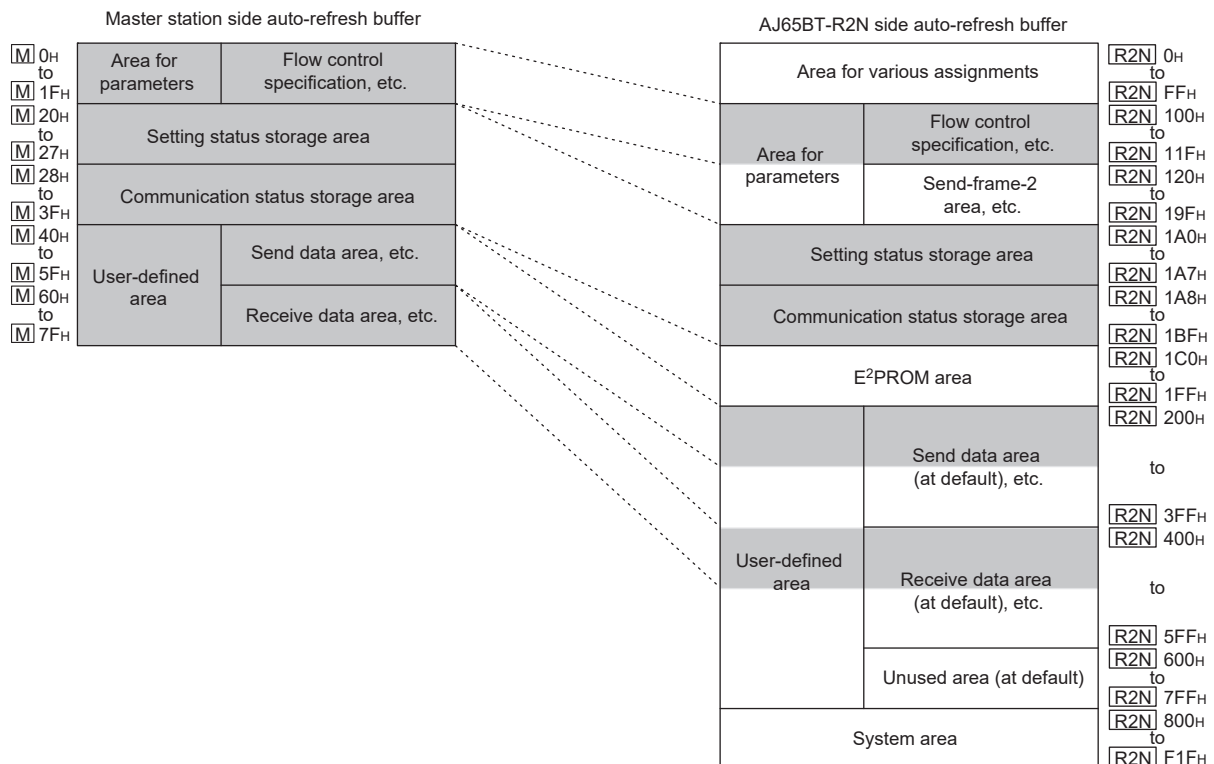 Master station side auto-refresh buffer
M 0H
to
M 1FH
M 20H
to
M 27H
M 28H
to
M 3FH
M 40H
to
M 5FH
M 60H
to
M 7FH
Area for
parameters
Flow control
specification, etc.
Setting status storage area
Communication status storage area
User-defined
area
Send data area, etc.
Receive data area, etc.
AJ65BT-R2N side auto-refresh buffer
Area for various assignments
Area for
parameters
Flow control
specification, etc.
Send-frame-2
area, etc.
Setting status storage area
Communication status storage area
E2PROM area
User-defined
area
Send data area
(at default), etc.
Receive data area
(at default), etc.
Unused area (at default)
System area
R2N 0H
to
R2N FFH
R2N 100H
to
R2N 11FH
R2N 120H
to
R2N 19FH
R2N 1A0H
to
R2N 1A7H
R2N 1A8H
to
R2N 1BFH
R2N 1C0H
to
R2N 1FFH
R2N 200H
to
R2N 3FFH
R2N 400H
to
R2N 5FFH
R2N 600H
to
R2N 7FFH
R2N 800H
to
R2N F1FH